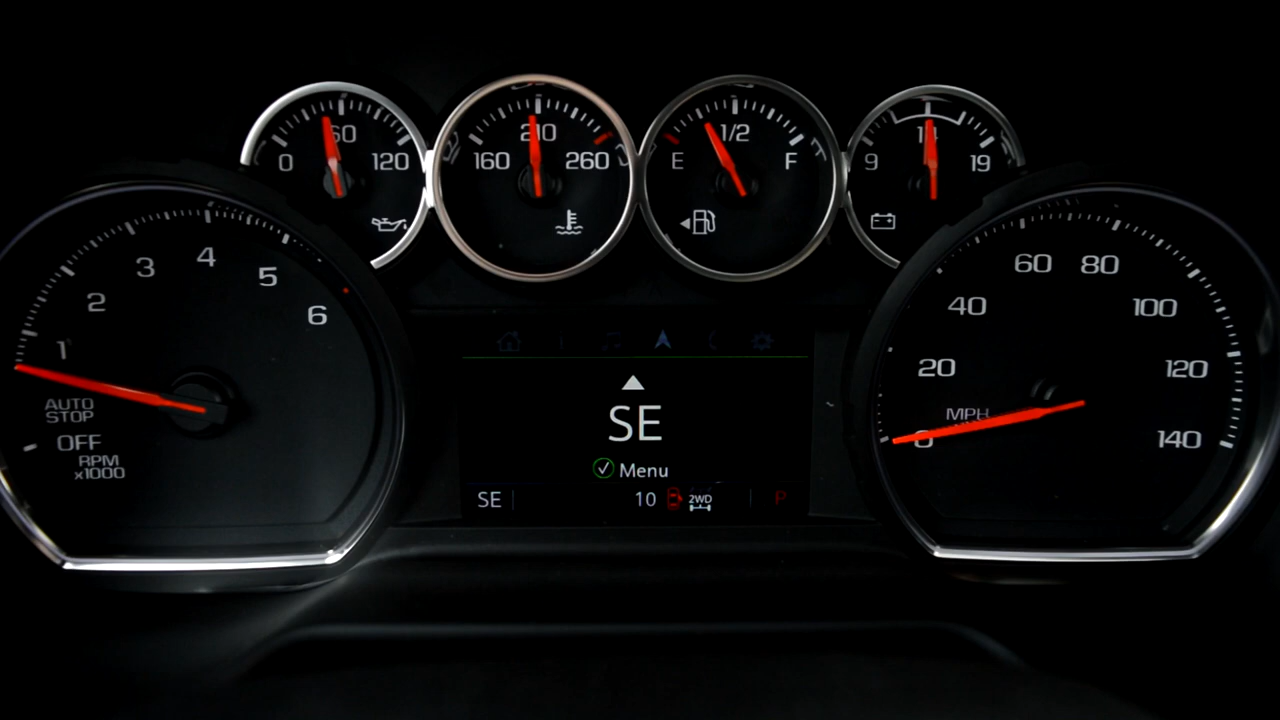 0 60 120
160 210 260
E 1/2 F
9 14 19
1 2 3 4 5 6
AUTO
STOP
OFF
RPM
x1000
SE
Menu
SE 10 2WD P
0 20 40 60 80 100 120 140
MPH